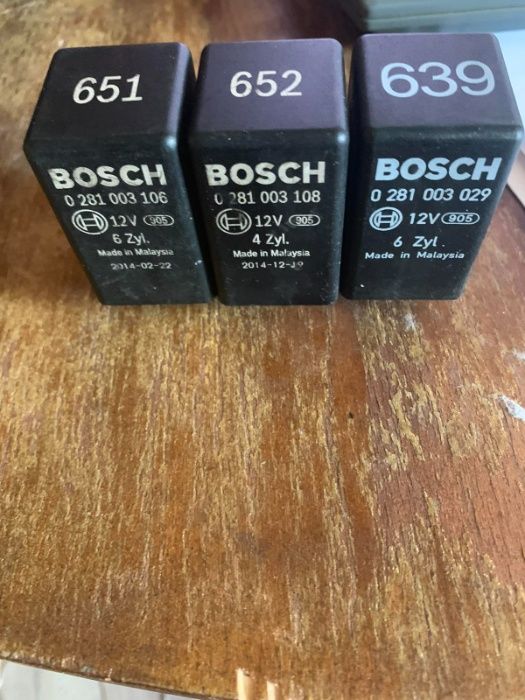 651
BOSCH
0 281 003 106
12V 905
6 Zyl.
Made in Malaysia
2014-02-22
652
BOSCH
0 281 003 108
12V 905
4 Zyl.
Made in Malaysia
639
BOSCH
0 281 003 029
12V 905
6 Zyl.
Made in Malaysia